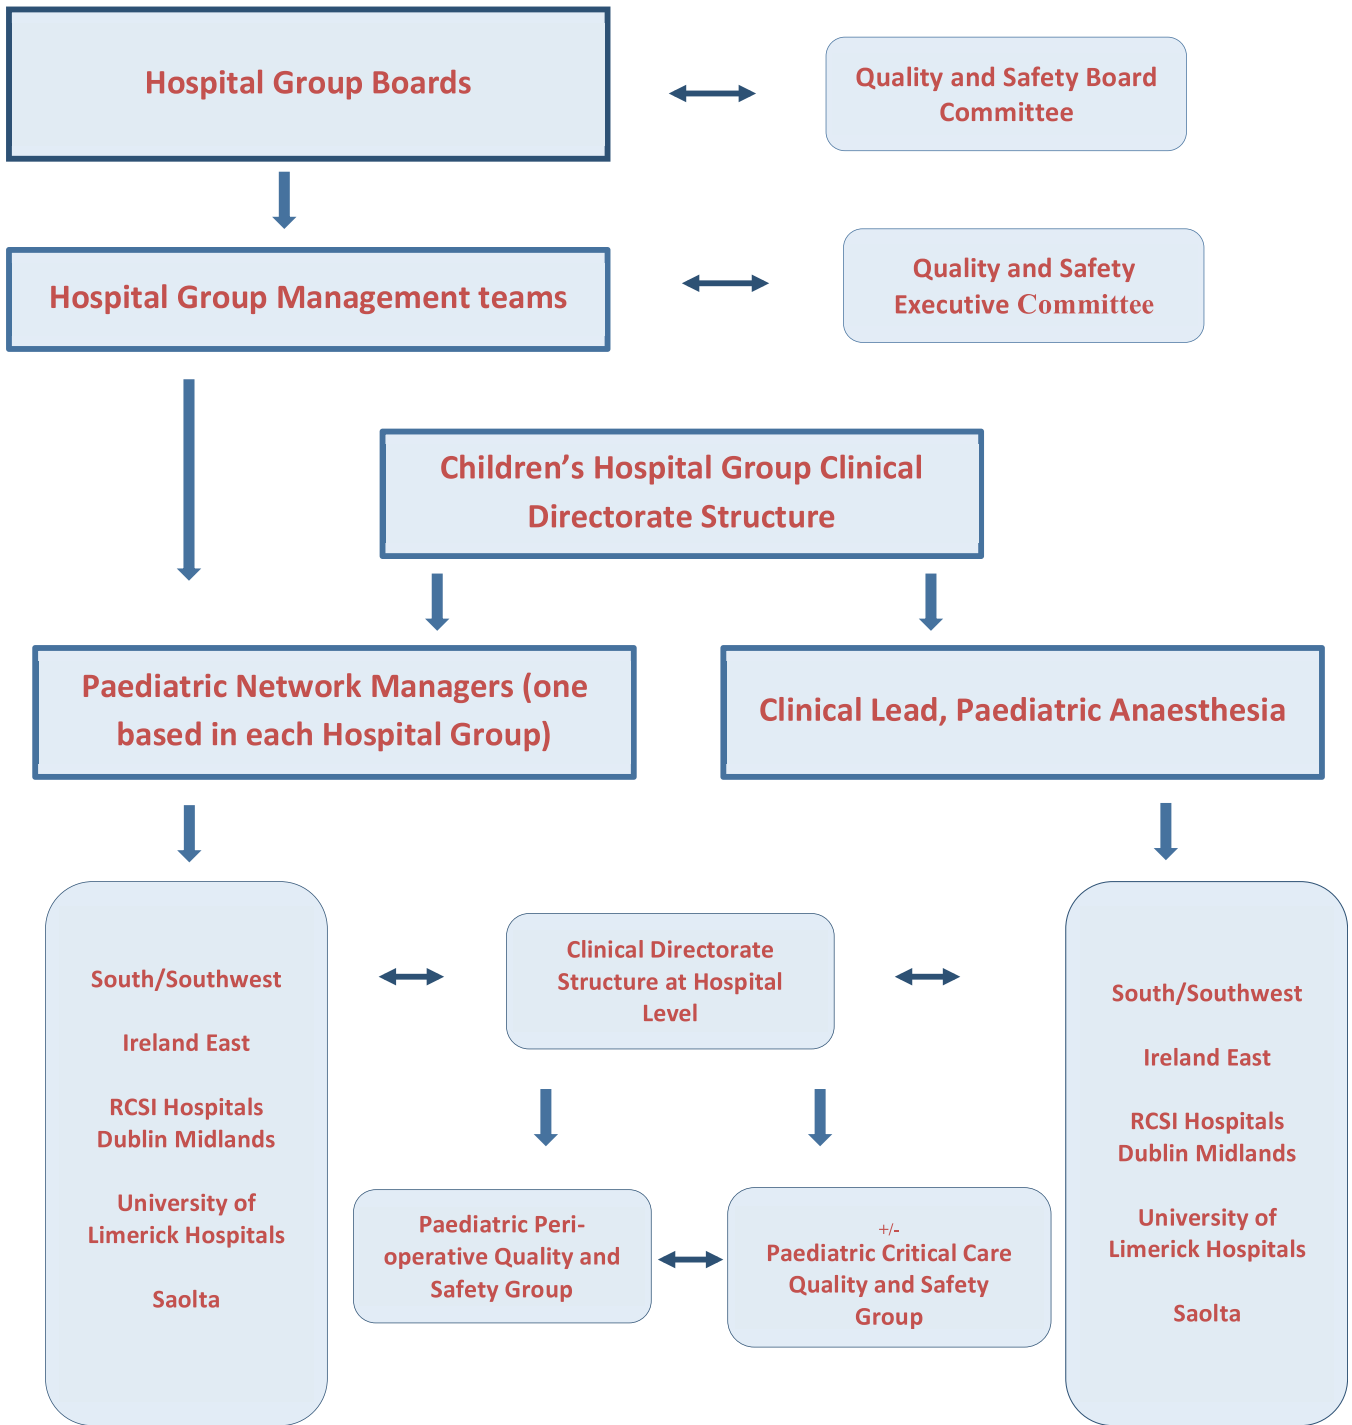 Hospital Group Boards
Quality and Safety Board
Committee
Hospital Group Management teams
Quality and Safety
Executive Committee
Children’s Hospital Group Clinical
Directorate Structure
Paediatric Network Managers (one
based in each Hospital Group)
Clinical Lead, Paediatric Anaesthesia
South/Southwest
Ireland East
RCSI Hospitals
Dublin Midlands
University of
Limerick Hospitals
Saolta
Clinical Directorate
Structure at Hospital
Level
Paediatric Peri-
operative Quality and
Safety Group
+/-
Paediatric Critical Care
Quality and Safety
Group
South/Southwest
Ireland East
RCSI Hospitals
Dublin Midlands
University of
Limerick Hospitals
Saolta